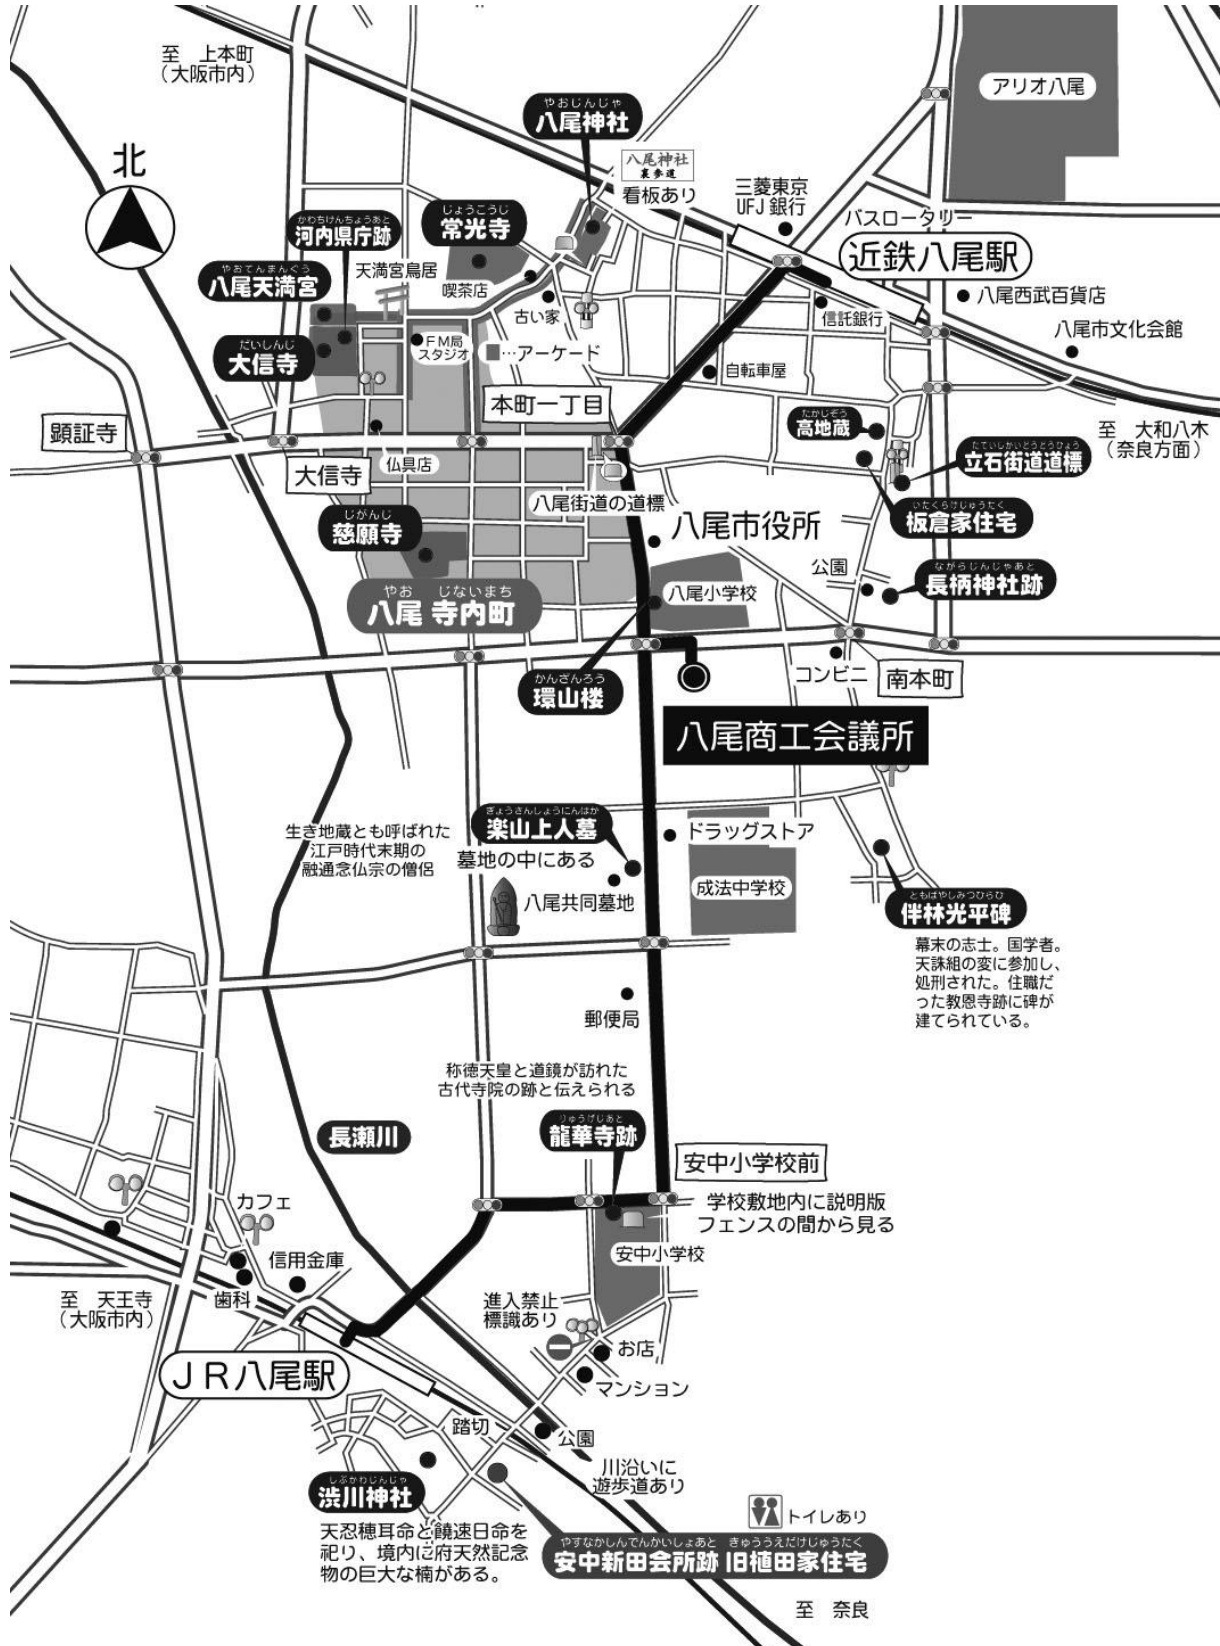 至　上本町
（大阪市内）
アリオ八尾
やおじんじゃ
八尾神社
北
八尾神社
裏参道
看板あり
三菱東京
UFJ銀行
バスロータリー
近鉄八尾駅
かわちけんちょうあと
河内県庁跡
じょうこうじ
常光寺
やおてんまんぐう
八尾天満宮
天満宮鳥居
喫茶店
古い家
信託銀行
八尾西武百貨店
八尾市文化会館
だいしんじ
大信寺
ＦＭ局
スタジオ
…アーケード
自転車屋
本町一丁目
顕証寺
たかじぞう
高地蔵
至　大和八木
（奈良方面）
たていしかいどうどうひょう
立石街道道標
大信寺
仏具店
八尾街道の道標
いたくらけじゅうたく
板倉家住宅
じがんじ
慈願寺
八尾市役所
公園
ながらじんじゃあと
長柄神社跡
八尾小学校
やお　じないまち
八尾 寺内町
コンビニ
南本町
かんざんろう
環山楼
八尾商工会議所
ぎょうさんしょうにんはか
楽山上人墓
生き地蔵とも呼ばれた
江戸時代末期の
融通念仏宗の僧侶
墓地の中にある
八尾共同墓地
ドラッグストア
成法中学校
ともばやしみつひらひ
伴林光平碑
幕末の志士。国学者。
天誅組の変に参加し、
処刑された。住職だ
った教恩寺跡に碑が
建てられている。
郵便局
称徳天皇と道鏡が訪れた
古代寺院の跡と伝えられる
長瀬川
りゅうげじあと
龍華寺跡
安中小学校前
学校敷地内に説明版
フェンスの間から見る
安中小学校
カフェ
信用金庫
歯科
至　天王寺
（大阪市内）
進入禁止
標識あり
お店
マンション
ＪＲ八尾駅
踏切
公園
川沿いに
遊歩道あり
しぶかわじんじゃ
渋川神社
天忍穂耳命と饒速日命を
祀り、境内に府天然記念
物の巨大な楠がある。
トイレあり
やすなかしんでんかいしょあと　きゅううえだけじゅうたく
安中新田会所跡 旧植田家住宅
至　奈良